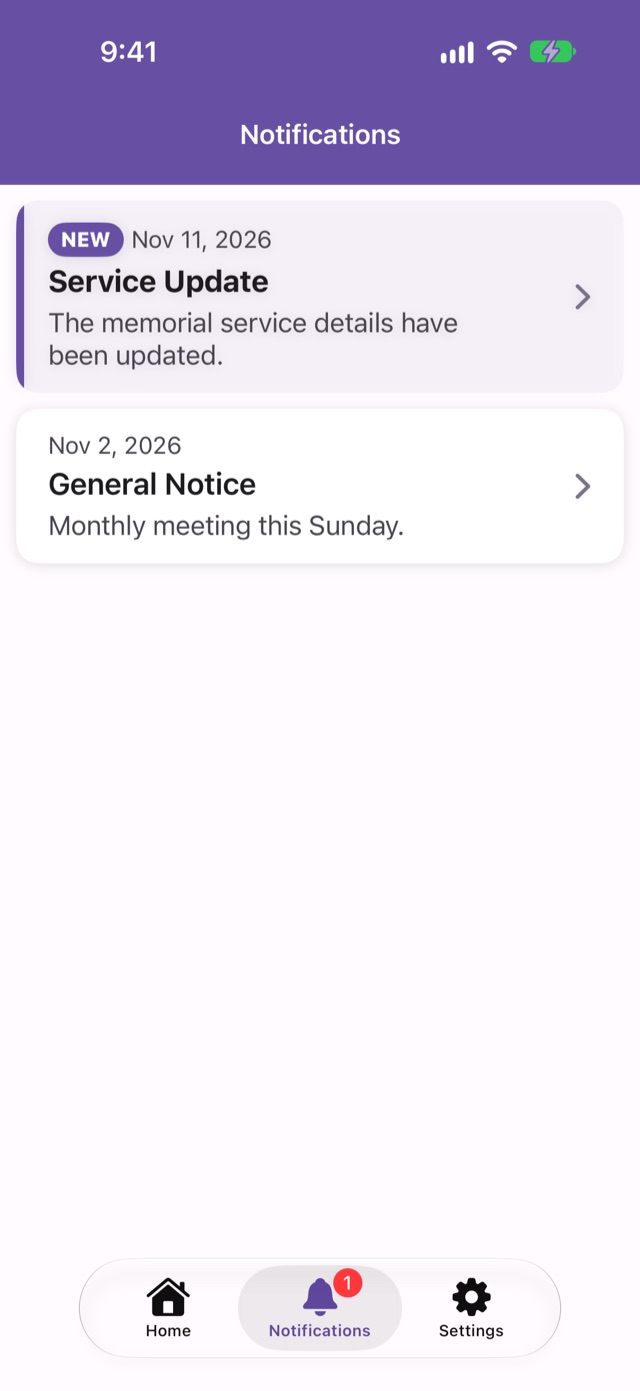 9:41
Notifications
NEW Nov 11, 2026
Service Update
The memorial service details have
been updated.
Nov 2, 2026
General Notice
Monthly meeting this Sunday.
1
Home Notifications Settings